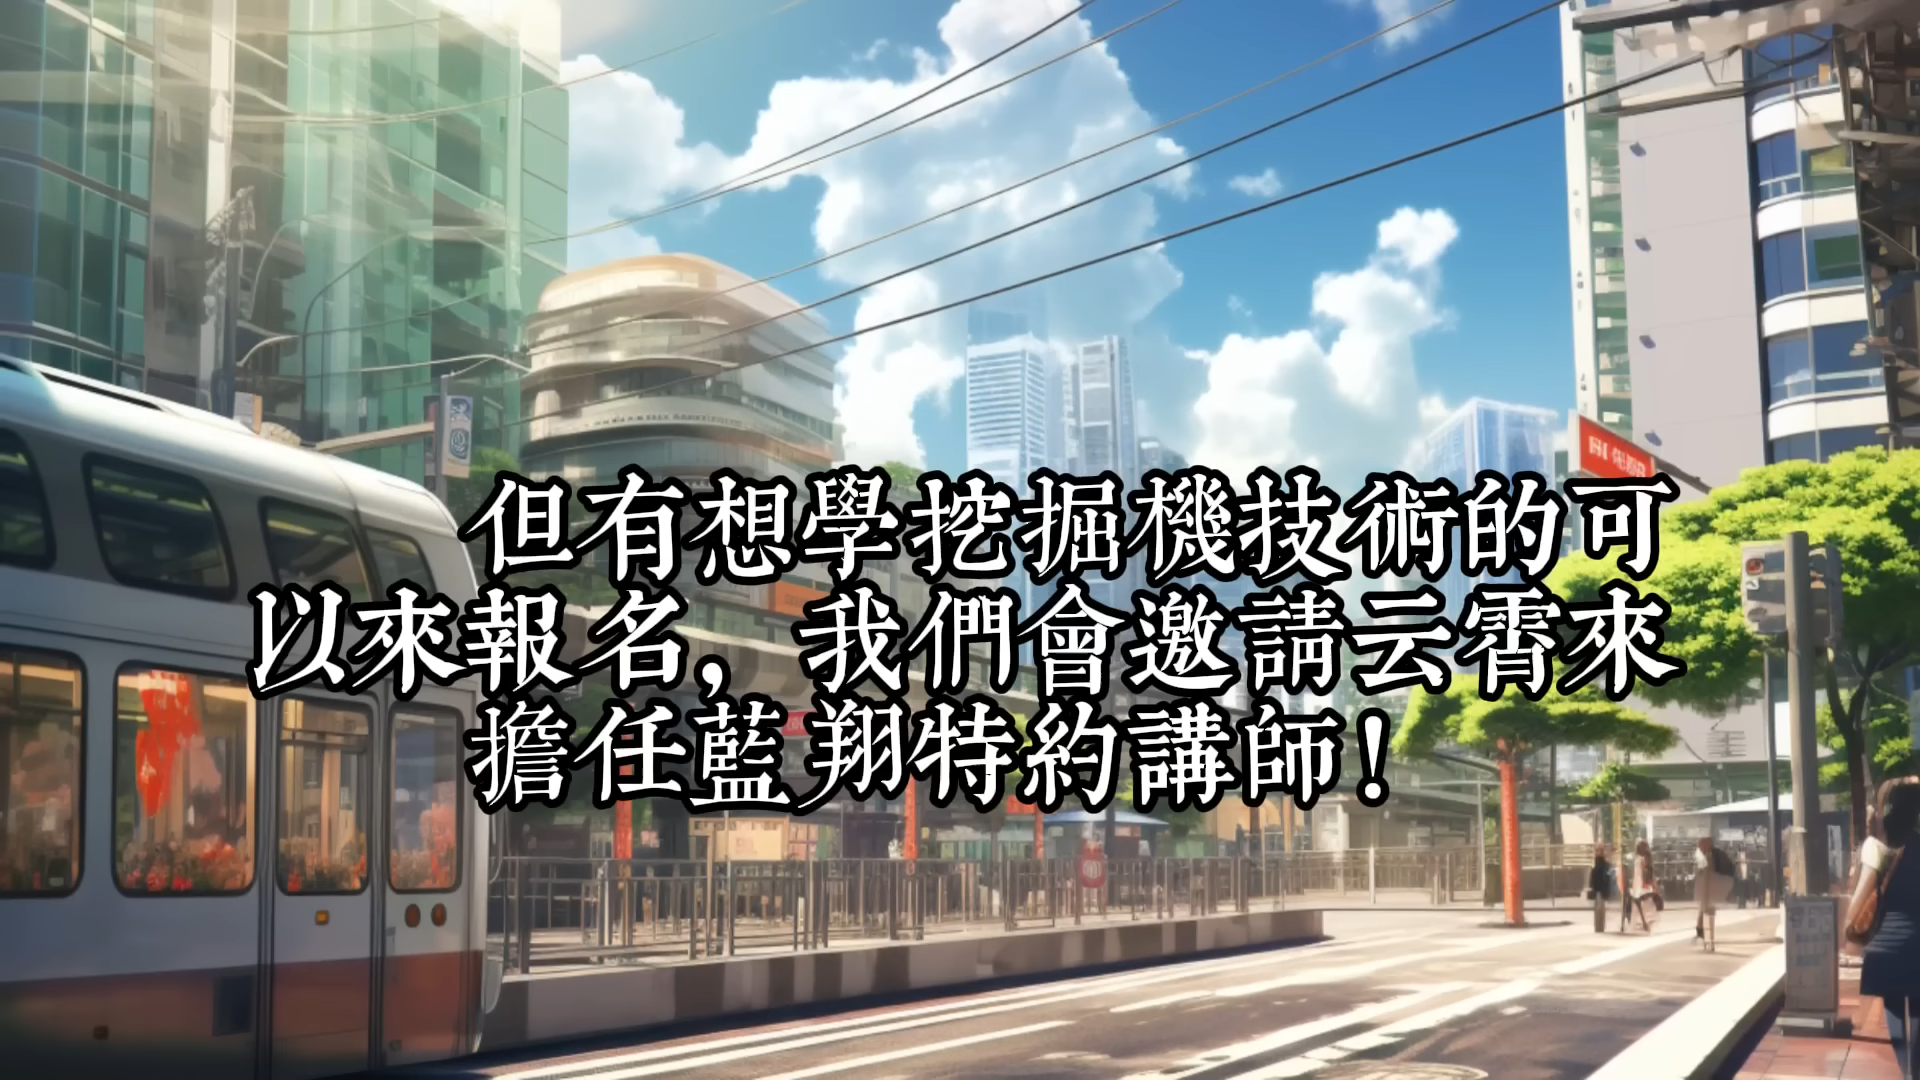 但有想學挖掘機技術的可
以來報名，我們會邀請云霄來
擔任藍翔特約講師！